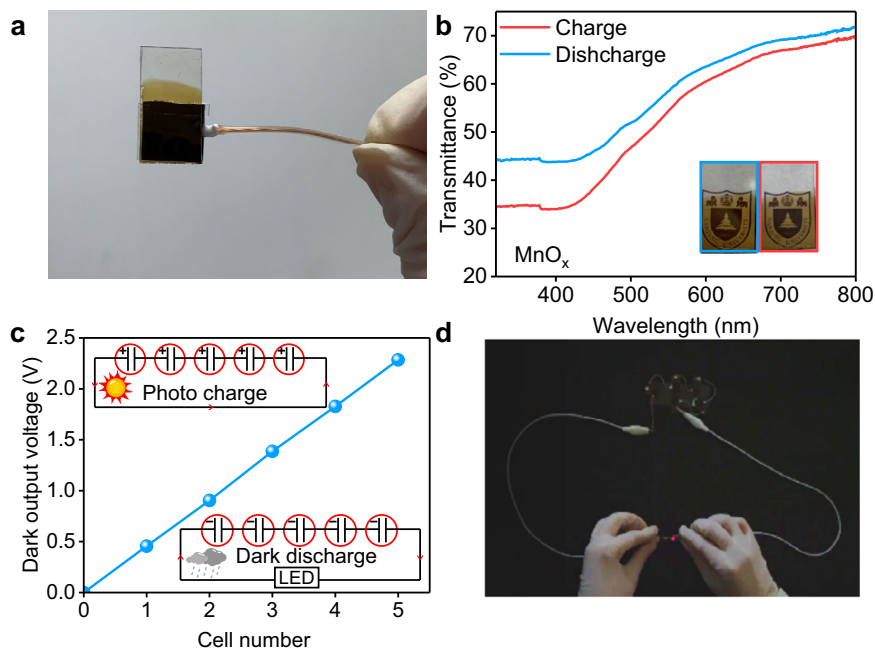 a
b
Charge
Dishcharge
70
60
50
40
30
20
Transmittance (%)
MnOₓ
400
500
600
700
800
Wavelength (nm)
c
2.5
2.0
1.5
1.0
0.5
0.0
Dark output voltage (V)
+ + + + +
Photo charge
− − − − −
Dark discharge
LED
0
1
2
3
4
5
Cell number
d